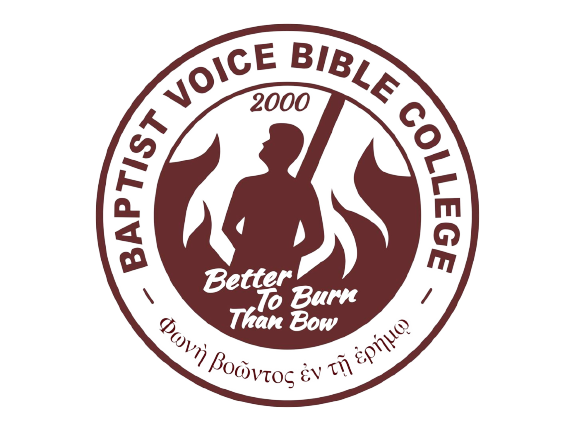 BAPTIST VOICE BIBLE COLLEGE
2000
Better
To Burn
Than Bow
Φωνὴ βοῶντος ἐν τῇ ἐρήμῳ